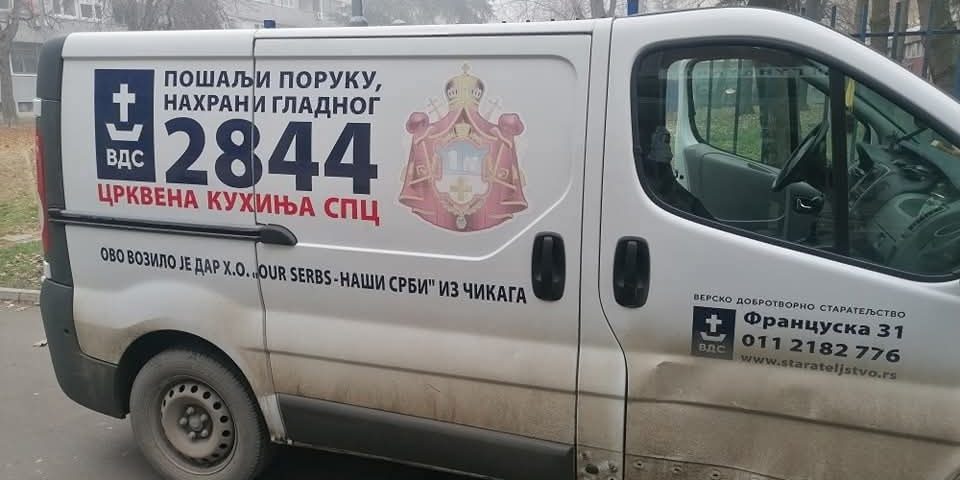 ПОШАЉИ ПОРУКУ,
НАХРАНИ ГЛАДНОГ
2844
ВДС
ЦРКВЕНА КУХИЊА СПЦ
ОВО ВОЗИЛО ЈЕ ДАР Х.О. „OUR SERBS - НАШИ СРБИ" ИЗ ЧИКАГА
ВЕРСКО ДОБРОТВОРНО СТАРАТЕЉСТВО
ВДС
Француска 31
011 2182 776
www.starateljstvo.rs